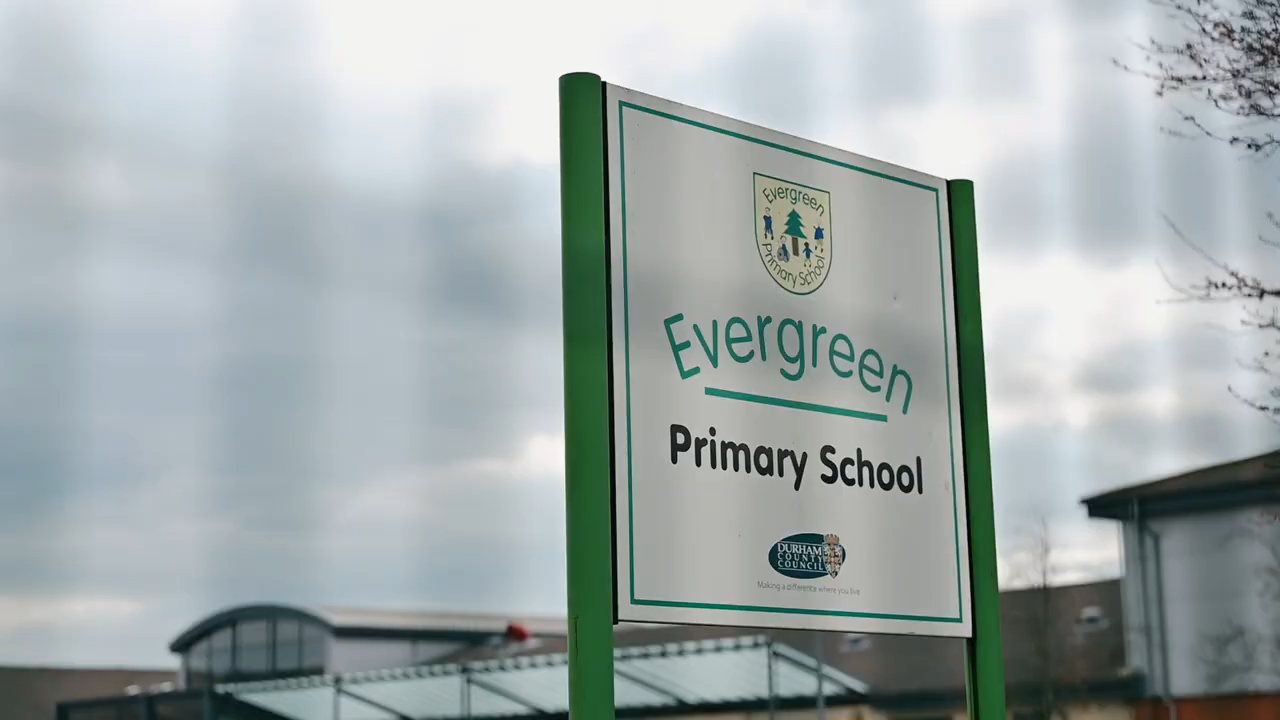 Evergreen
Primary School
Evergreen
Primary School
DURHAM
COUNTY
COUNCIL
Making a difference where you live